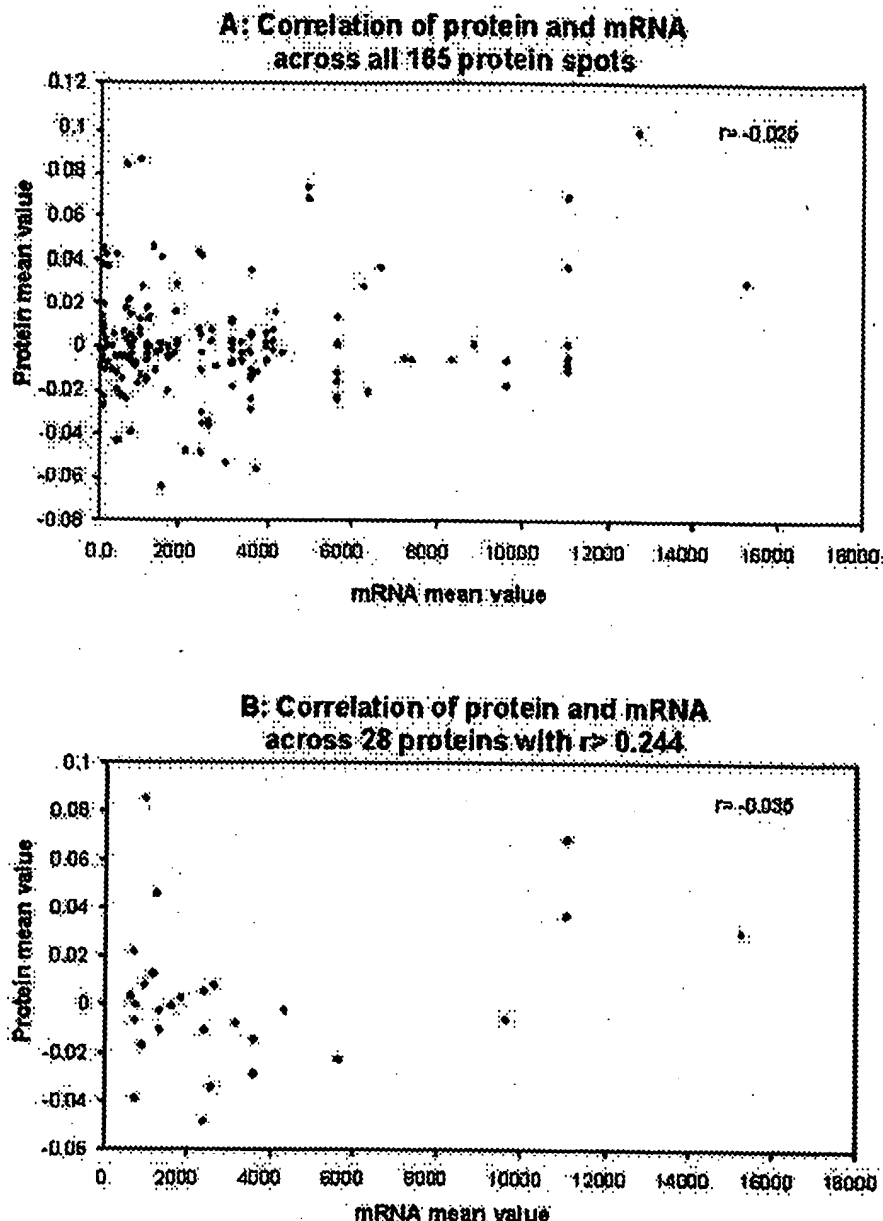 A: Correlation of protein and mRNA
across all 165 protein spots
r= -0.025
0.12
0.1
0.08
0.06
0.04
0.02
0
-0.02
-0.04
-0.06
-0.08
Protein mean value
0.0 2000 4000 6000 8000 10000 12000 14000 16000 18000
mRNA mean value
B: Correlation of protein and mRNA
across 28 proteins with r> 0.244
r= -0.035
0.1
0.08
0.06
0.04
0.02
0
-0.02
-0.04
-0.06
Protein mean value
0 2000 4000 6000 8000 10000 12000 14000 16000 18000
mRNA mean value